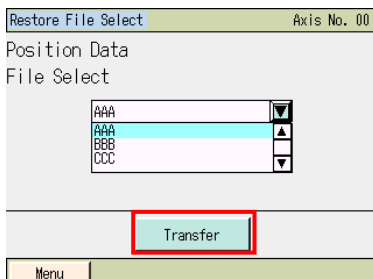 Restore File Select Axis No. 00
Position Data
File Select
AAA
AAA
BBB
CCC
Transfer
Menu